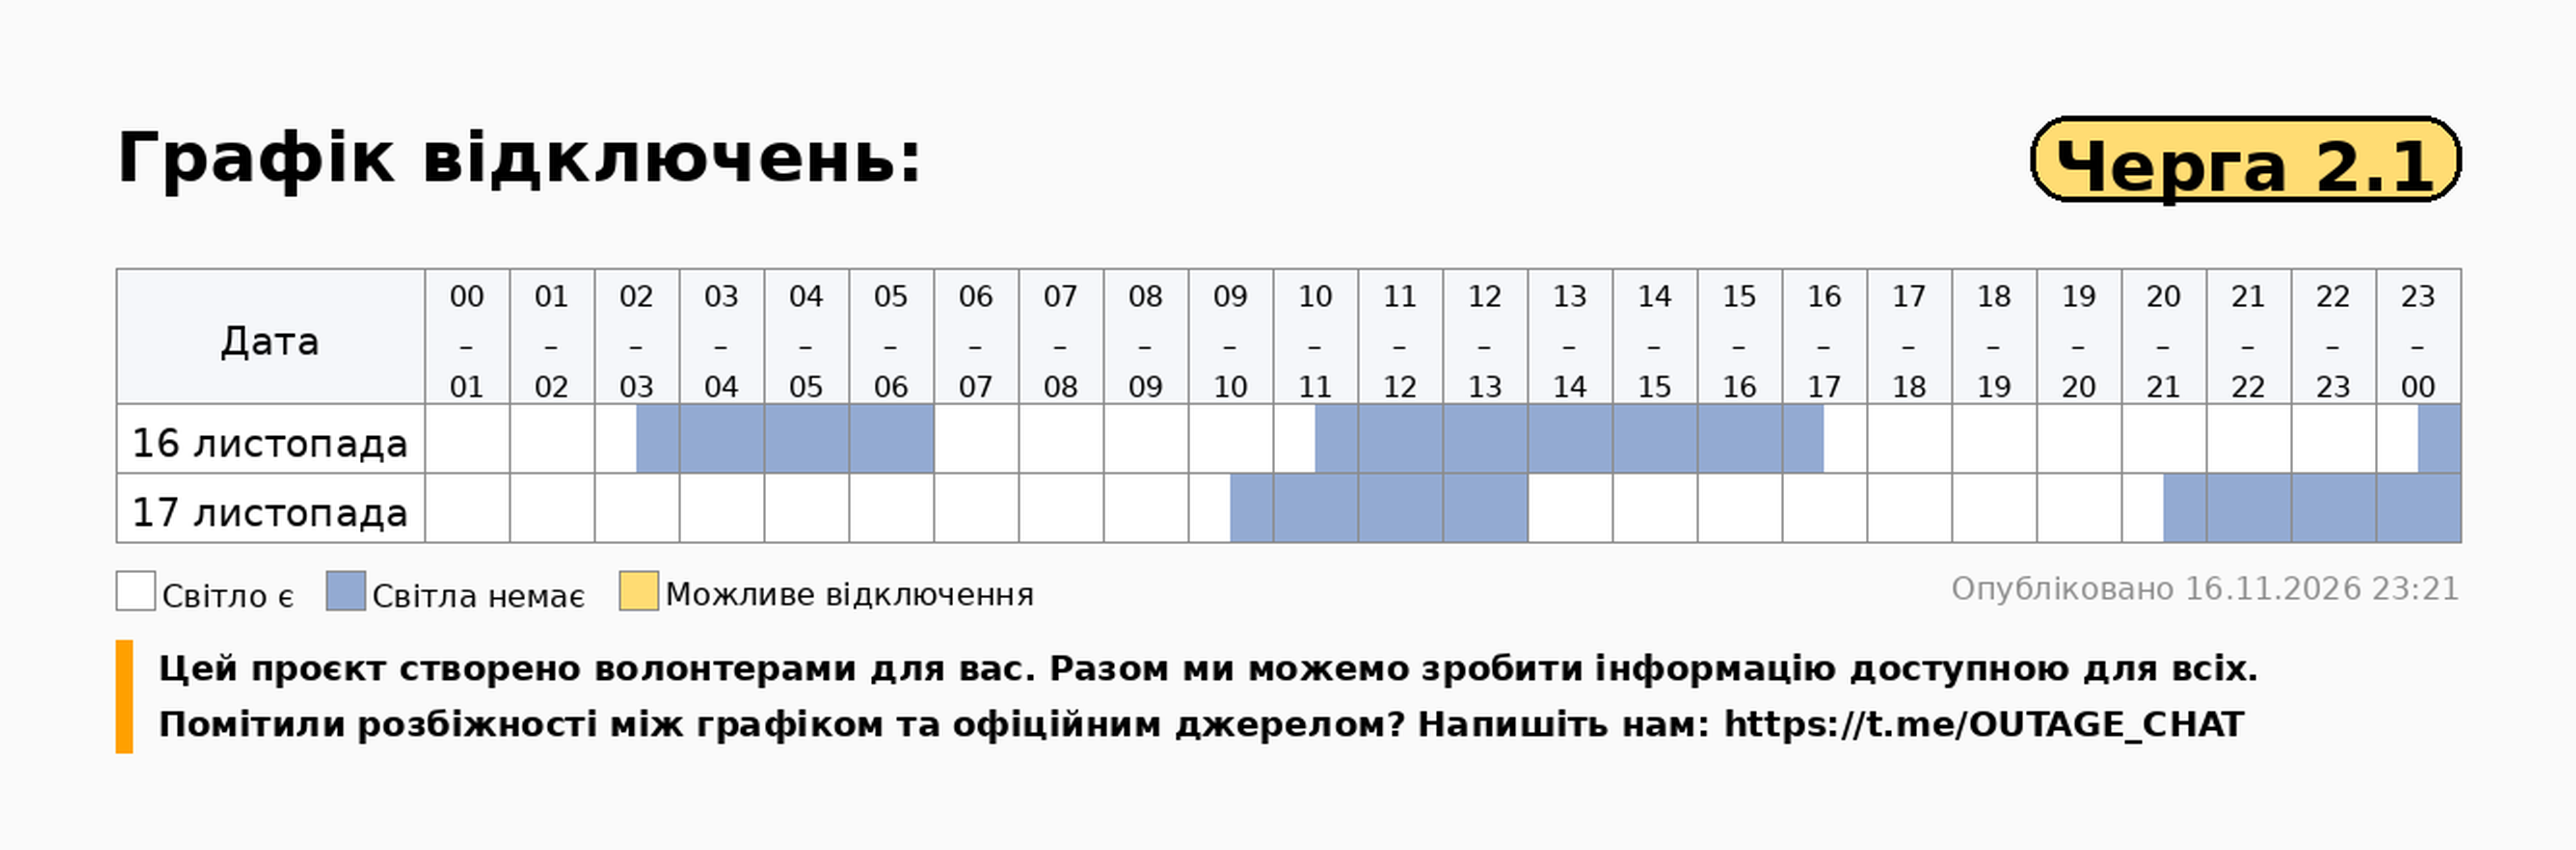 Графік відключень:
Черга 2.1
Дата
00 – 01
01 – 02
02 – 03
03 – 04
04 – 05
05 – 06
06 – 07
07 – 08
08 – 09
09 – 10
10 – 11
11 – 12
12 – 13
13 – 14
14 – 15
15 – 16
16 – 17
17 – 18
18 – 19
19 – 20
20 – 21
21 – 22
22 – 23
23 – 00
16 листопада
17 листопада
Світло є
Світла немає
Можливе відключення
Опубліковано 16.11.2026 23:21
Цей проєкт створено волонтерами для вас. Разом ми можемо зробити інформацію доступною для всіх.
Помітили розбіжності між графіком та офіційним джерелом? Напишіть нам: https://t.me/OUTAGE_CHAT